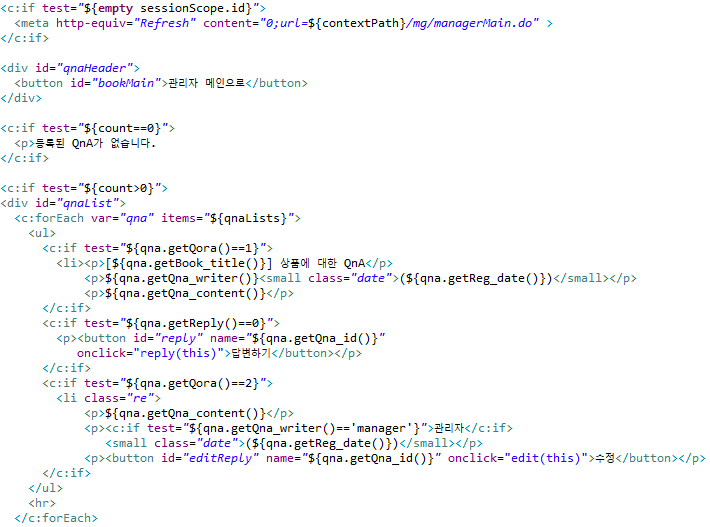 <c:if test="${empty sessionScope.id}">
  <meta http-equiv="Refresh" content="0;url=${contextPath}/mg/managerMain.do" >
</c:if>

<div id="qnaHeader">
  <button id="bookMain">관리자 메인으로</button>
</div>

<c:if test="${count==0}">
  <p>등록된 QnA가 없습니다.
</c:if>

<c:if test="${count>0}">
<div id="qnaList">
  <c:forEach var="qna" items="${qnaLists}">
    <ul>
      <c:if test="${qna.getQora()==1}">
        <li><p>[${qna.getBook_title()}] 상품에 대한 QnA</p>
            <p>${qna.getQna_writer()}<small class="date">(${qna.getReg_date()})</small></p>
            <p>${qna.getQna_content()}</p>
      </c:if>
      <c:if test="${qna.getReply()==0}">
        <p><button id="reply" name="${qna.getQna_id()}"
           onclick="reply(this)">답변하기</button></p>
      </c:if>
      <c:if test="${qna.getQora()==2}">
        <li class="re">
            <p>${qna.getQna_content()}</p>
            <p><c:if test="${qna.getQna_writer()=='manager'}">관리자</c:if>
               <small class="date">(${qna.getReg_date()})</small></p>
            <p><button id="editReply" name="${qna.getQna_id()}" onclick="edit(this)">수정</button></p>
      </c:if>
    </ul>
    <hr>
  </c:forEach>